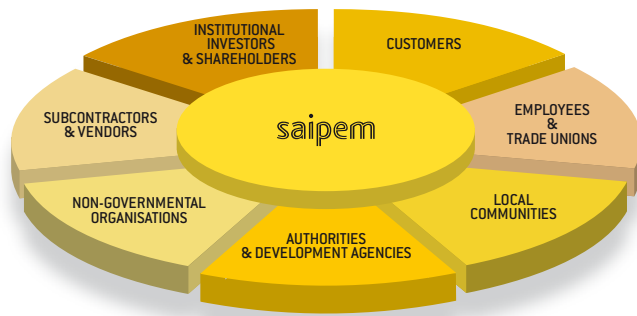 INSTITUTIONAL
INVESTORS
& SHAREHOLDERS
CUSTOMERS
SUBCONTRACTORS
& VENDORS
saipem
EMPLOYEES
&
TRADE UNIONS
NON-GOVERNMENTAL
ORGANISATIONS
LOCAL
COMMUNITIES
AUTHORITIES
& DEVELOPMENT AGENCIES